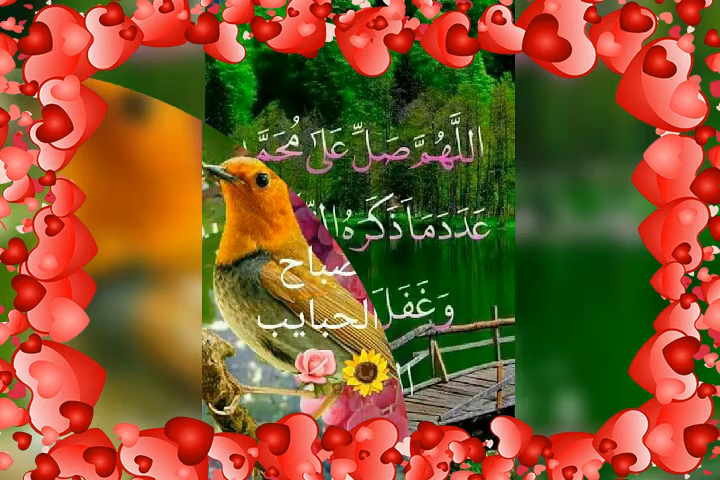 اللَّهُمَّ صَلِّ عَلَىٰ مُحَمَّ
عَدَدَ مَا ذَكَرَهُ
صباح
وَغَفَلَ
الحبايب